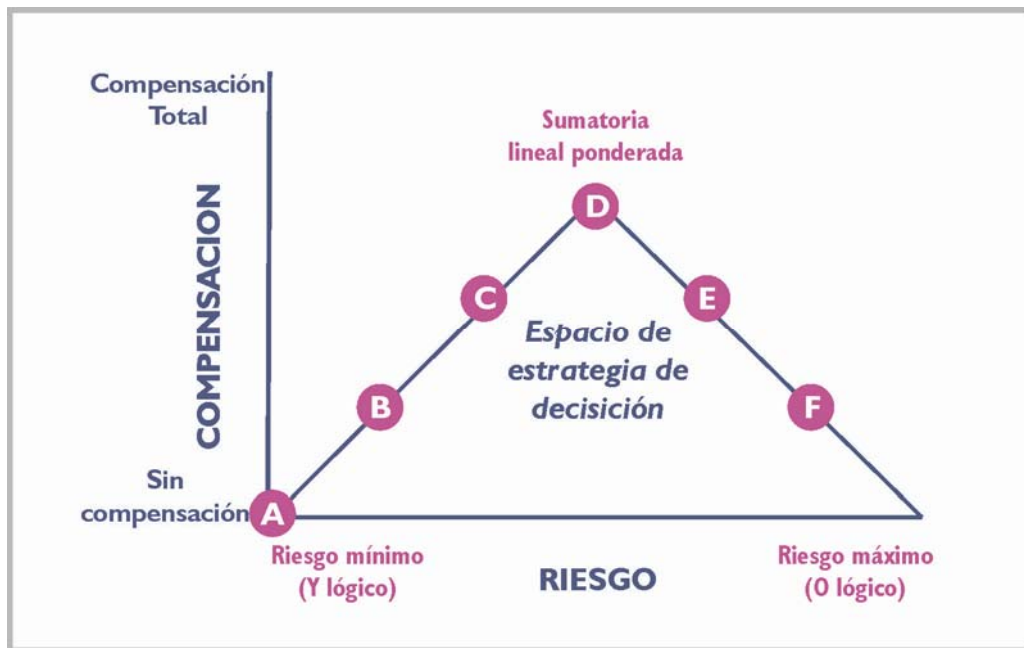 Compensación
Total
COMPENSACION
Sin
compensación
Sumatoria
lineal ponderada
D
C
E
Espacio de
estrategia de
decisición
B
F
A
Riesgo mínimo
(Y lógico)
RIESGO
Riesgo máximo
(O lógico)